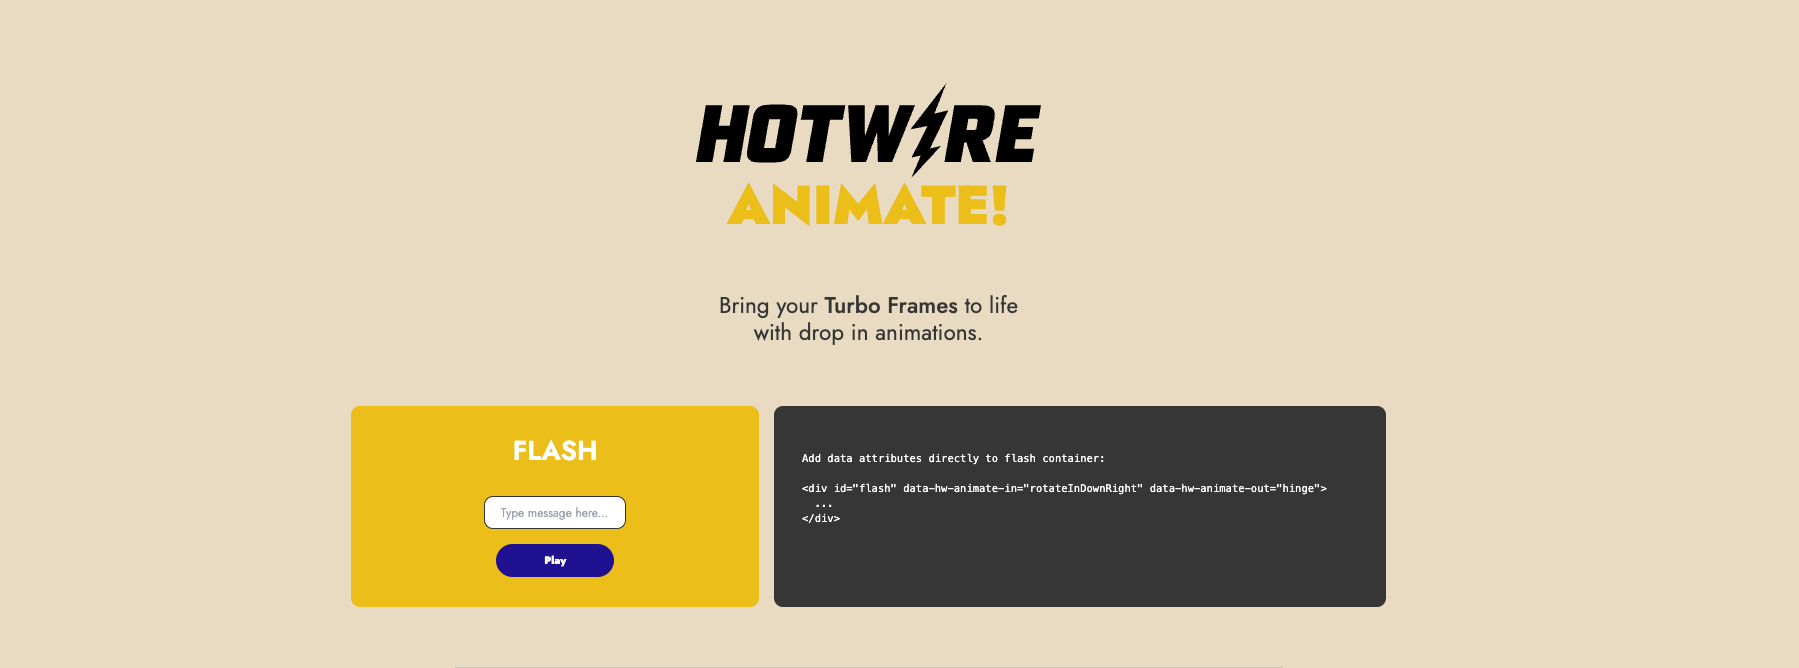 HOTWIRE
ANIMATE!
Bring your Turbo Frames to life
with drop in animations.
FLASH
Type message here...
Play
Add data attributes directly to flash container:
<div id="flash" data-hw-animate-in="rotateInDownRight" data-hw-animate-out="hinge">
...
</div>